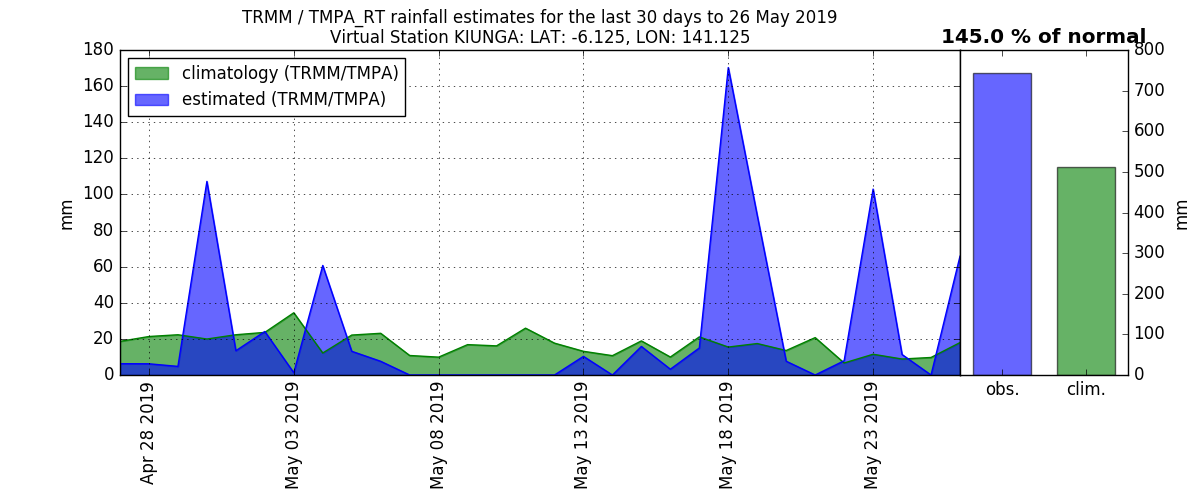 TRMM / TMPA_RT rainfall estimates for the last 30 days to 26 May 2019
Virtual Station KIUNGA: LAT: -6.125, LON: 141.125
145.0 % of normal
climatology (TRMM/TMPA)
estimated (TRMM/TMPA)
180
160
140
120
100
80
60
40
20
0
mm
Apr 28 2019
May 03 2019
May 08 2019
May 13 2019
May 18 2019
May 23 2019
800
700
600
500
400
300
200
100
0
mm
obs.
clim.